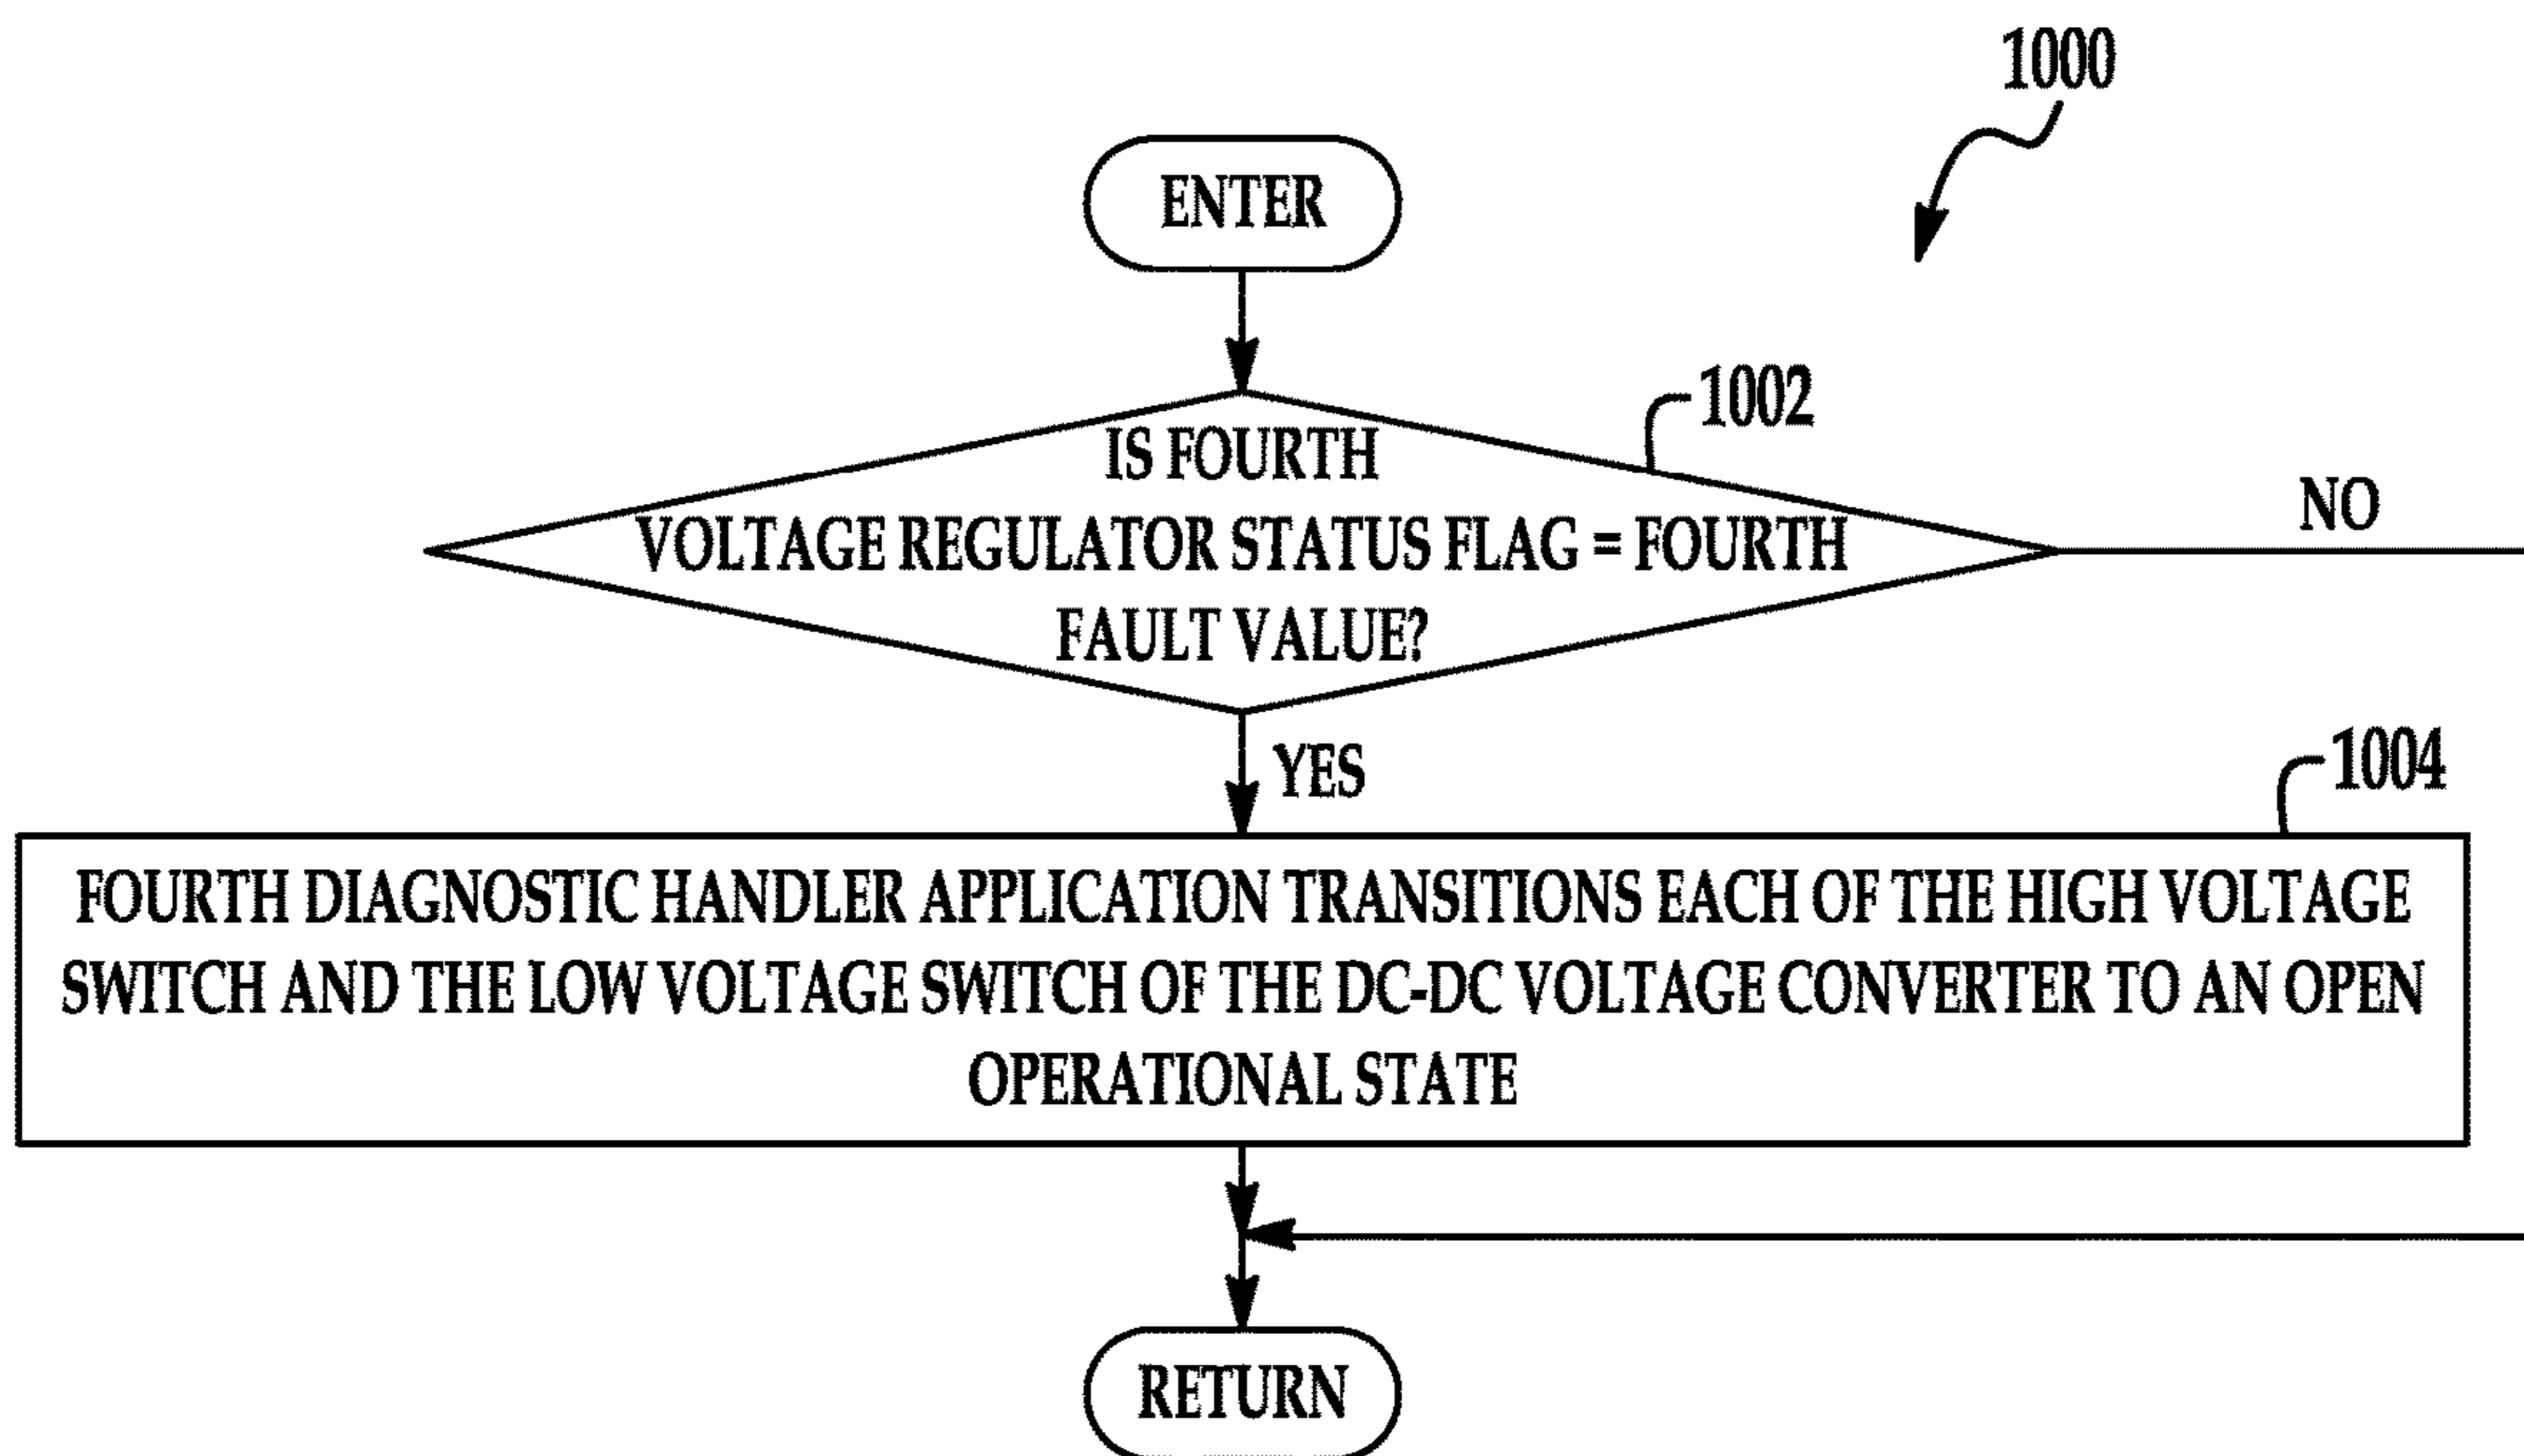 1000
ENTER
1002
IS FOURTH
VOLTAGE REGULATOR STATUS FLAG = FOURTH
FAULT VALUE?
NO
YES
1004
FOURTH DIAGNOSTIC HANDLER APPLICATION TRANSITIONS EACH OF THE HIGH VOLTAGE
SWITCH AND THE LOW VOLTAGE SWITCH OF THE DC-DC VOLTAGE CONVERTER TO AN OPEN
OPERATIONAL STATE
RETURN